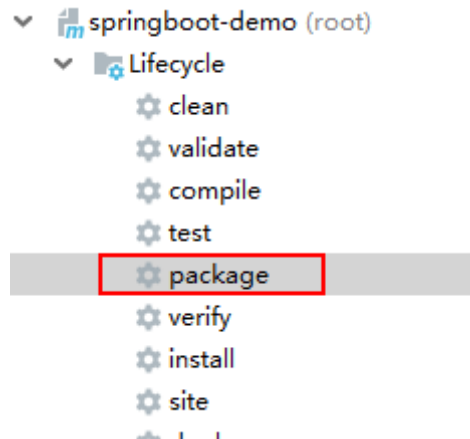 springboot-demo (root)
Lifecycle
clean
validate
compile
test
package
verify
install
site